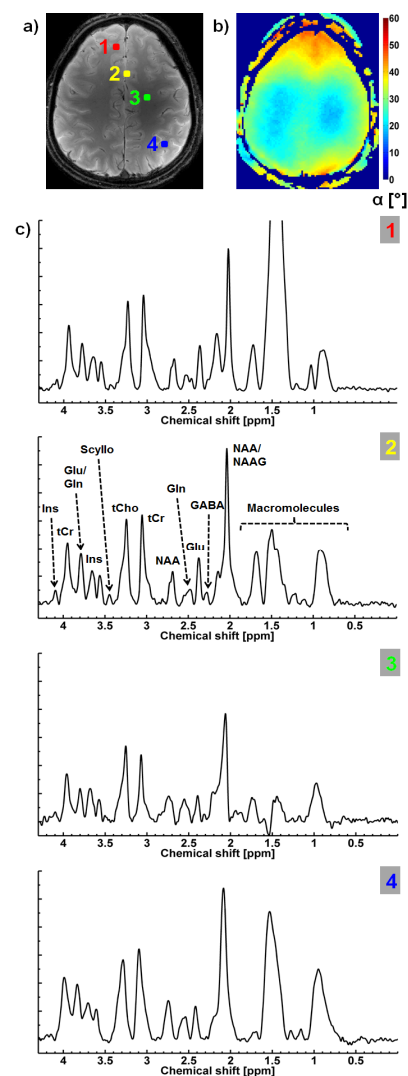 a)
b)
1
2
3
4
60
50
40
30
20
10
0
α [°]
c)
1
4
3.5
3
2.5
2
1.5
1
0.5
Chemical shift [ppm]
2
Scyllo
NAA/
NAAG
Glu/
Gln
Gln
tCho
GABA
Macromolecules
Ins
tCr
tCr
Glu
Ins
NAA
4
3.5
3
2.5
2
1.5
1
0.5
Chemical shift [ppm]
3
4
3.5
3
2.5
2
1.5
1
0.5
Chemical shift [ppm]
4
4
3.5
3
2.5
2
1.5
1
0.5
Chemical shift [ppm]